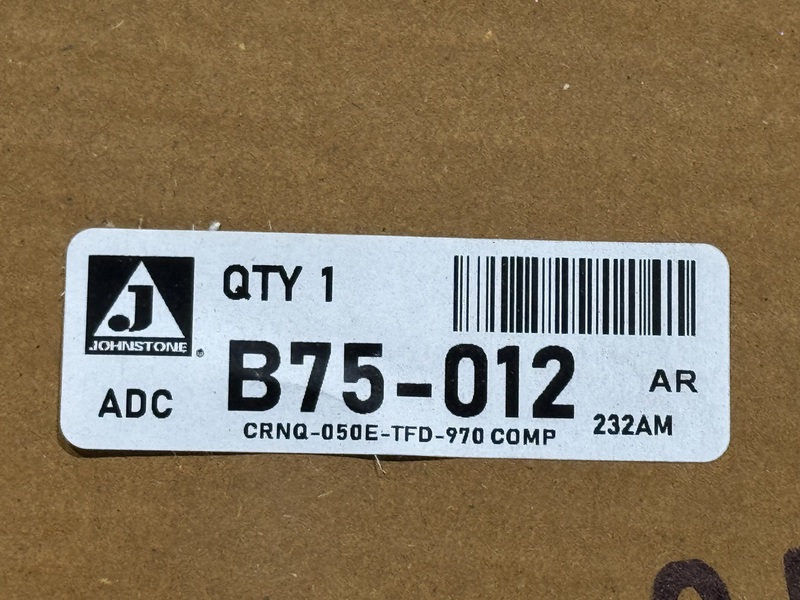 J
JOHNSTONE
QTY 1
B75-012
ADC
AR
CRNQ-050E-TFD-970 COMP
232AM